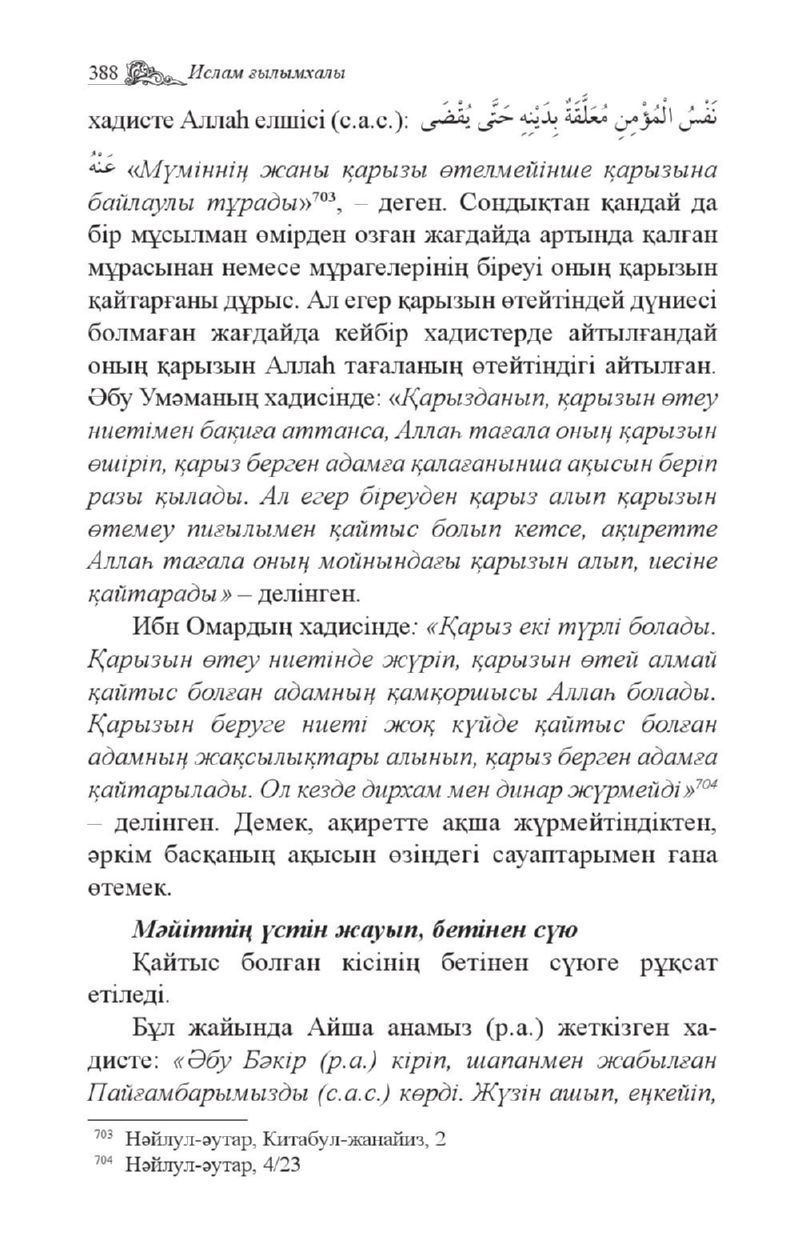 388 Ислам ғылымхалы
хадисте Аллаһ елшісі (с.а.с.): نَفْسُ الْمُؤْمِنِ مُعَلَّقَةٌ بِدَيْنِهِ حَتَّى يُقْضَى
عَنْهُ «Мүміннің жаны қарызы өтелмейінше қарызына
байлаулы тұрады»⁷⁰³, – деген. Сондықтан қандай да
бір мұсылман өмірден озған жағдайда артында қалған
мұрасынан немесе мұрагелерінің біреуі оның қарызын
қайтарғаны дұрыс. Ал егер қарызын өтейтіндей дүниесі
болмаған жағдайда кейбір хадистерде айтылғандай
оның қарызын Аллаһ тағаланың өтейтіндігі айтылған.
Әбу Умәманың хадисінде: «Қарызданып, қарызын өтеу
ниетімен бақиға аттанса, Аллаһ тағала оның қарызын
өшіріп, қарыз берген адамға қалағанынша ақысын беріп
разы қылады. Ал егер біреуден қарыз алып қарызын
өтемеу пиғылымен қайтыс болып кетсе, ақиретте
Аллаһ тағала оның мойнындағы қарызын алып, иесіне
қайтарады» – делінген.
Ибн Омардың хадисінде: «Қарыз екі түрлі болады.
Қарызын өтеу ниетінде жүріп, қарызын өтей алмай
қайтыс болған адамның қамқоршысы Аллаһ болады.
Қарызын беруге ниеті жоқ күйде қайтыс болған
адамның жақсылықтары алынып, қарыз берген адамға
қайтарылады. Ол кезде дирхам мен динар жүрмейді»⁷⁰⁴
– делінген. Демек, ақиретте ақша жүрмейтіндіктен,
әркім басқаның ақысын өзіндегі сауаптарымен ғана
өтемек.
Мәйіттің үстін жауып, бетінен сүю
Қайтыс болған кісінің бетінен сүюге рұқсат
етіледі.
Бұл жайында Айша анамыз (р.а.) жеткізген ха-
дисте: «Әбу Бәкір (р.а.) кіріп, шапанмен жабылған
Пайғамбарымызды (с.а.с.) көрді. Жүзін ашып, еңкейіп,
⁷⁰³ Нәйлул-әутар, Китабул-жанайиз, 2
⁷⁰⁴ Нәйлул-әутар, 4/23